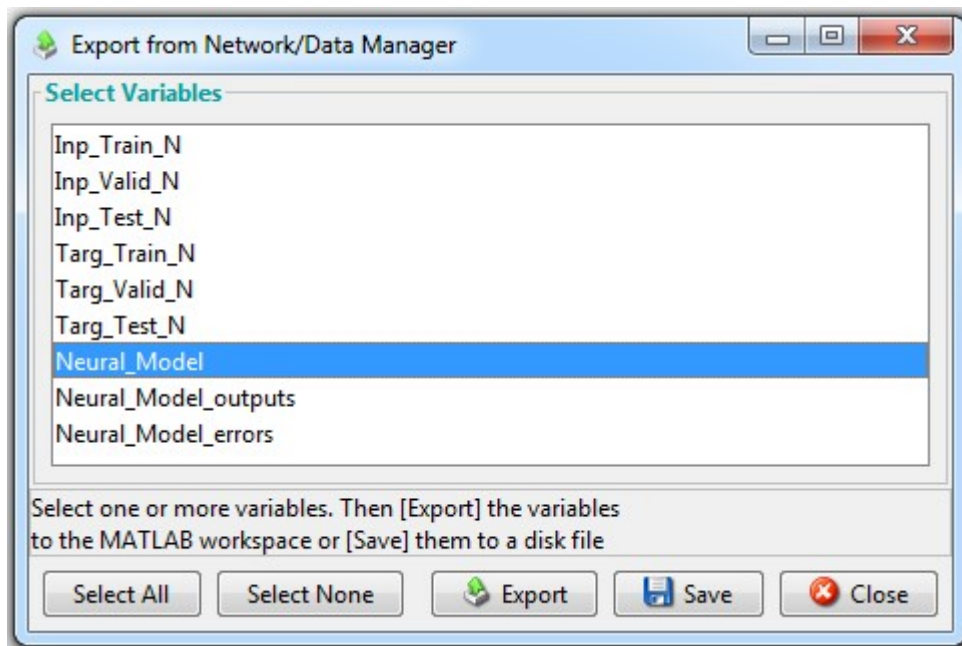 Export from Network/Data Manager
Select Variables
Inp_Train_N
Inp_Valid_N
Inp_Test_N
Targ_Train_N
Targ_Valid_N
Targ_Test_N
Neural_Model
Neural_Model_outputs
Neural_Model_errors
Select one or more variables. Then [Export] the variables
to the MATLAB workspace or [Save] them to a disk file
Select All Select None Export Save Close